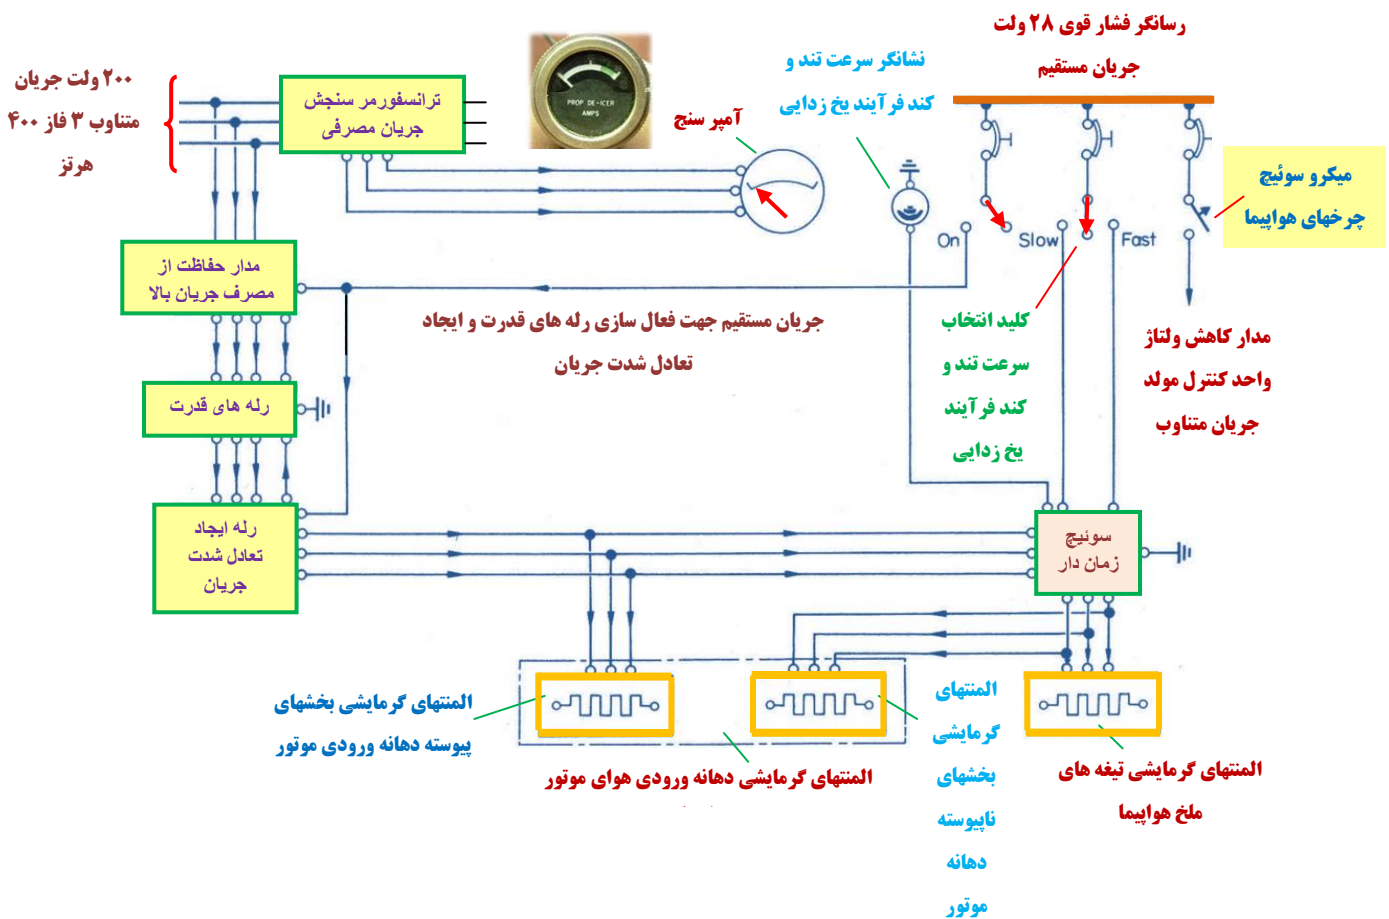 رسانگر فشار قوی ۲۸ ولت
جریان مستقیم
نشانگر سرعت تند و
کند فرآیند یخ زدایی
آمپر سنج
PROP DE-ICER
AMPS
ترانسفورمر سنجش
جریان مصرفی
۲۰۰ ولت جریان
متناوب ۳ فاز ۴۰۰
هرتز
میکرو سوئیچ
چرخهای هواپیما
On
Slow
Fast
مدار حفاظت از
مصرف جریان بالا
جریان مستقیم جهت فعال سازی رله های قدرت و ایجاد
تعادل شدت جریان
کلید انتخاب
سرعت تند و
کند فرآیند
یخ زدایی
مدار کاهش ولتاژ
واحد کنترل مولد
جریان متناوب
رله های قدرت
رله ایجاد
تعادل شدت
جریان
سوئیچ
زمان دار
المنتهای گرمایشی بخشهای
پیوسته دهانه ورودی موتور
المنتهای گرمایشی دهانه ورودی هوای موتور
المنتهای
گرمایشی
بخشهای
ناپیوسته
دهانه
موتور
المنتهای گرمایشی تیغه های
ملخ هواپیما